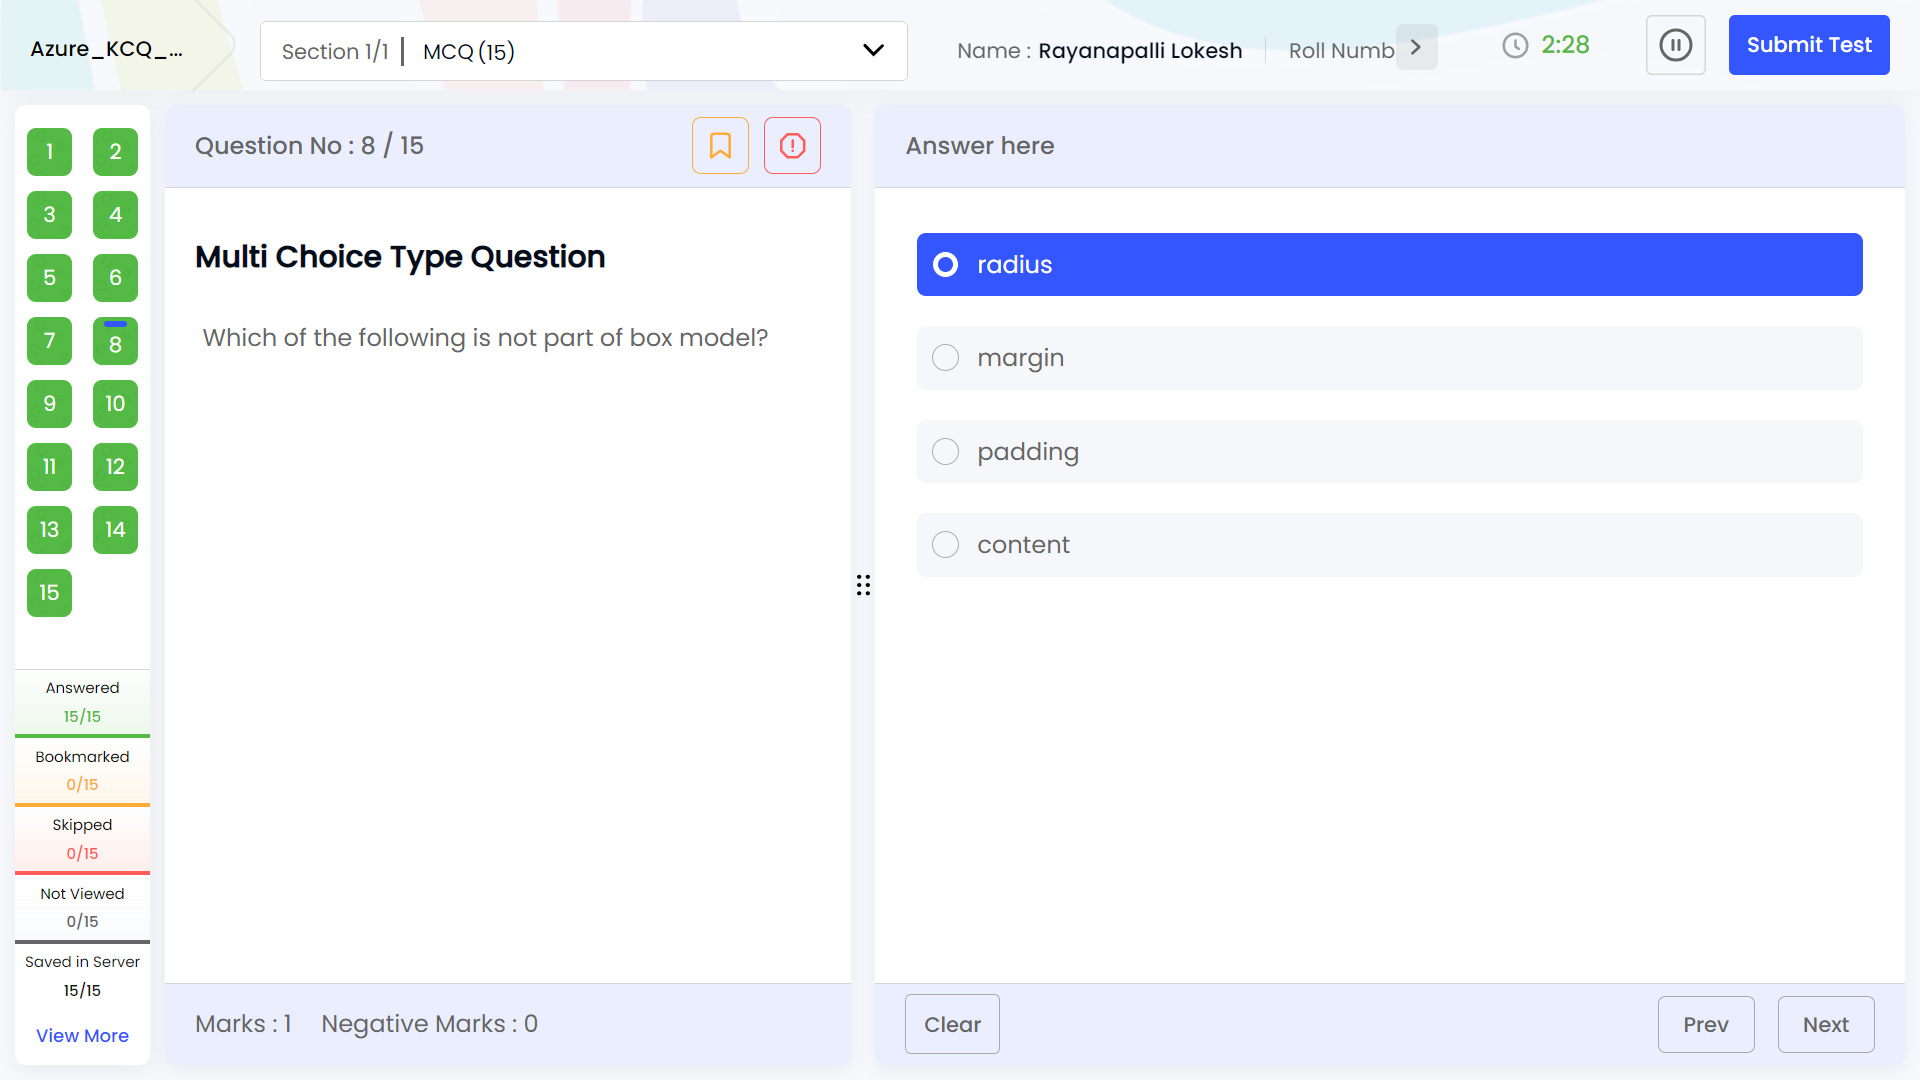 Azure_KCQ_...
Section 1/1 | MCQ (15)
Name : Rayanapalli Lokesh
Roll Numb
2:28
Submit Test
1 2
3 4
5 6
7 8
9 10
11 12
13 14
15
Answered
15/15
Bookmarked
0/15
Skipped
0/15
Not Viewed
0/15
Saved in Server
15/15
View More
Question No : 8 / 15
Multi Choice Type Question
Which of the following is not part of box model?
Marks : 1 Negative Marks : 0
Answer here
radius
margin
padding
content
Clear
Prev
Next